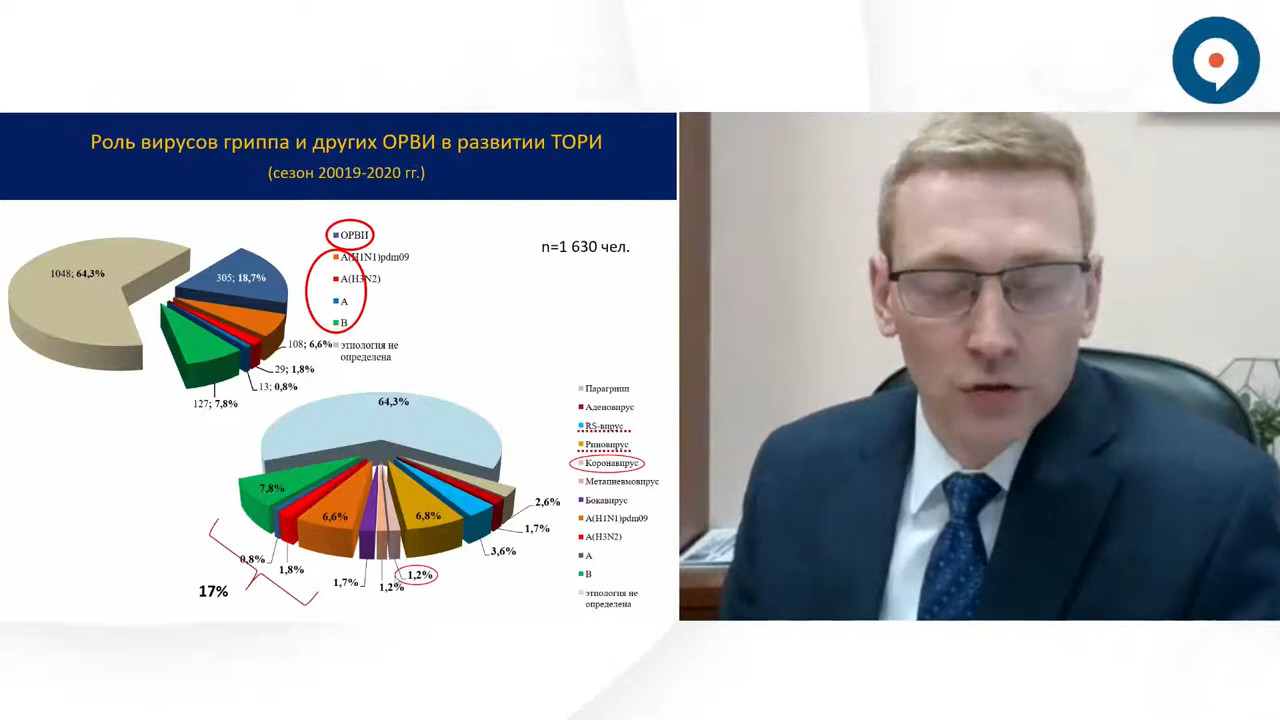 Роль вирусов гриппа и других ОРВИ в развитии ТОРИ
(сезон 20019-2020 гг.)
n=1 630 чел.
ОРВИ
A(H1N1)pdm09
A(H3N2)
A
B
этиология не
определена
1048; 64,3%
305; 18,7%
108; 6,6%
29; 1,8%
13; 0,8%
127; 7,8%
64,3%
7,8%
0,8%
1,8%
6,6%
1,7%
1,2%
1,2%
6,8%
3,6%
1,7%
2,6%
17%
Парагрипп
Аденовирус
RS-вирус
Риновирус
Коронавирус
Метапневмовирус
Бокавирус
A(H1N1)pdm09
A(H3N2)
A
B
этиология не
определена